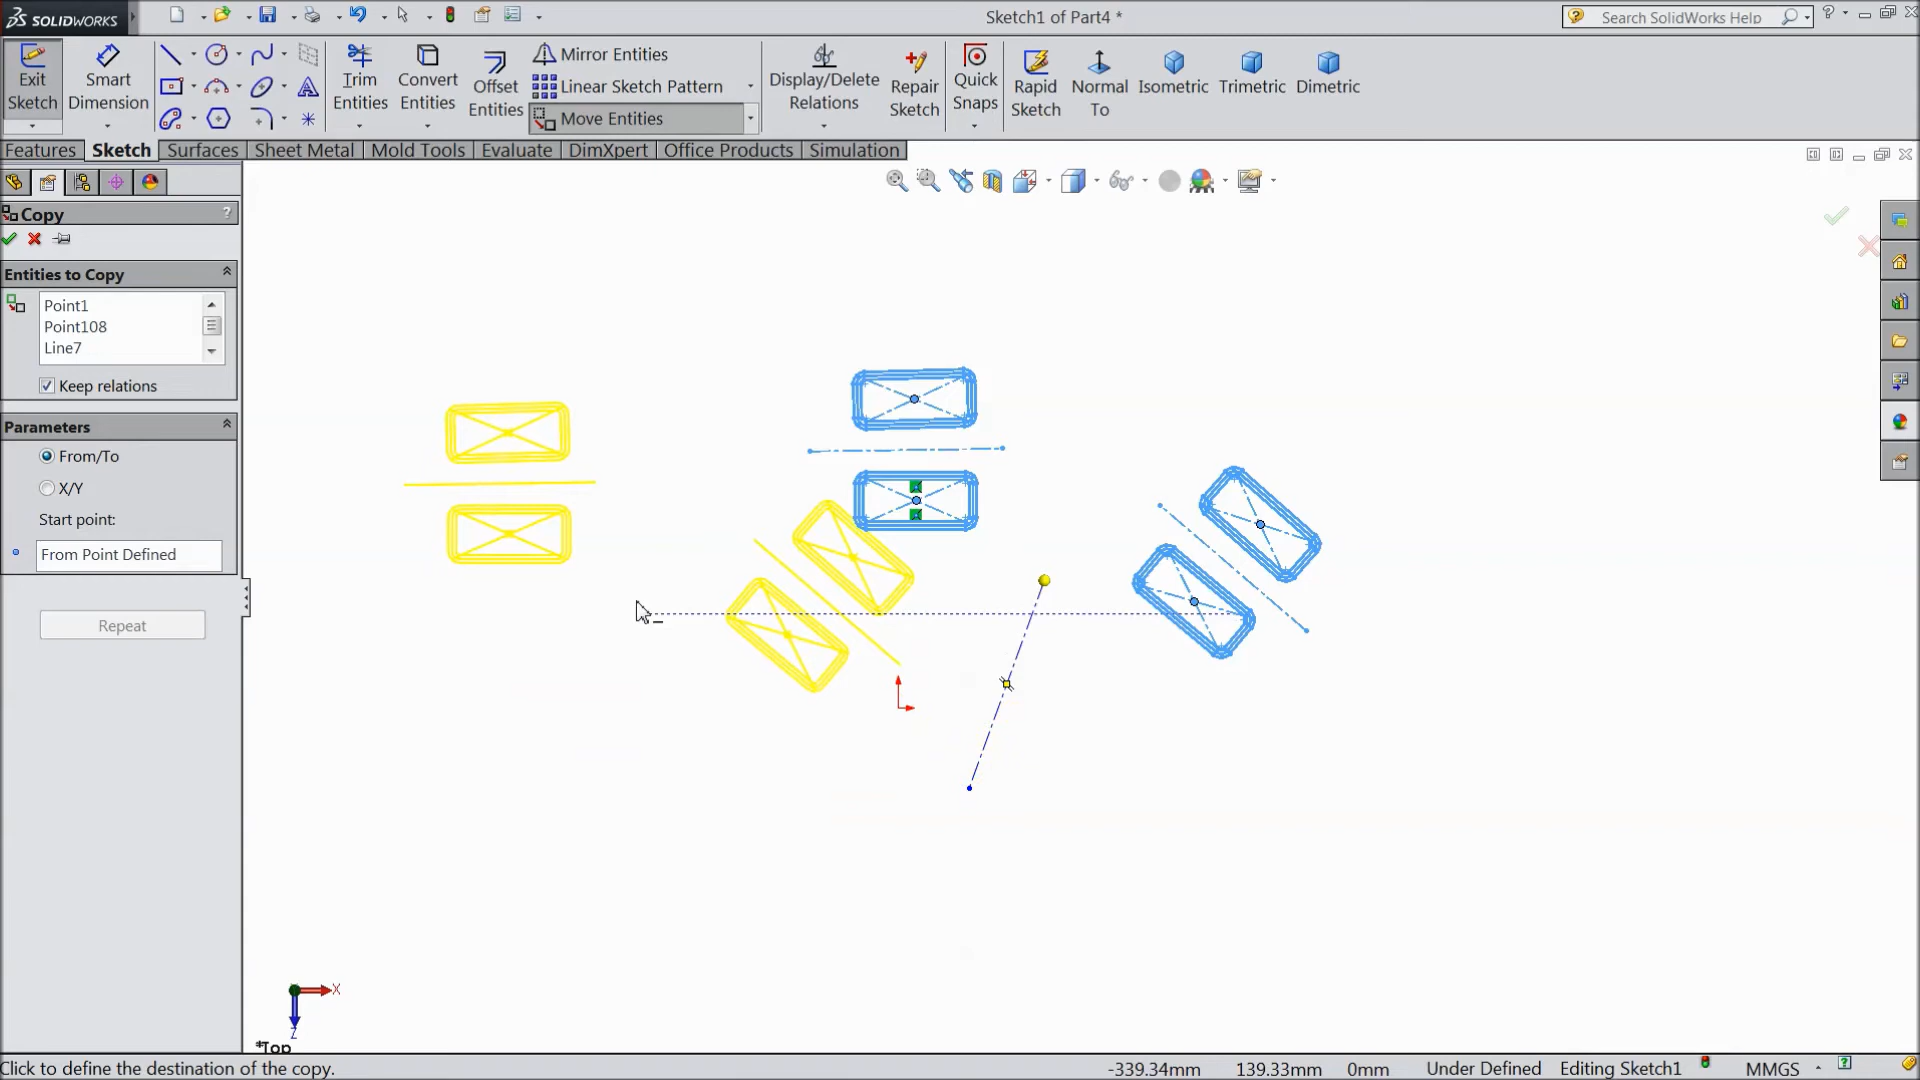 SOLIDWORKS
Sketch1 of Part4 *
Search SolidWorks Help
Exit Sketch
Smart Dimension
Trim Entities
Convert Entities
Offset Entities
Mirror Entities
Linear Sketch Pattern
Move Entities
Display/Delete Relations
Repair Sketch
Quick Snaps
Rapid Sketch
Normal To
Isometric
Trimetric
Dimetric
Features Sketch Surfaces Sheet Metal Mold Tools Evaluate DimXpert Office Products Simulation
Copy ?
Entities to Copy
Point1
Point108
Line7
Keep relations
Parameters
From/To
X/Y
Start point:
From Point Defined
Repeat
X
Z
*Top
Click to define the destination of the copy.
-339.34mm 139.33mm 0mm Under Defined Editing Sketch1 MMGS